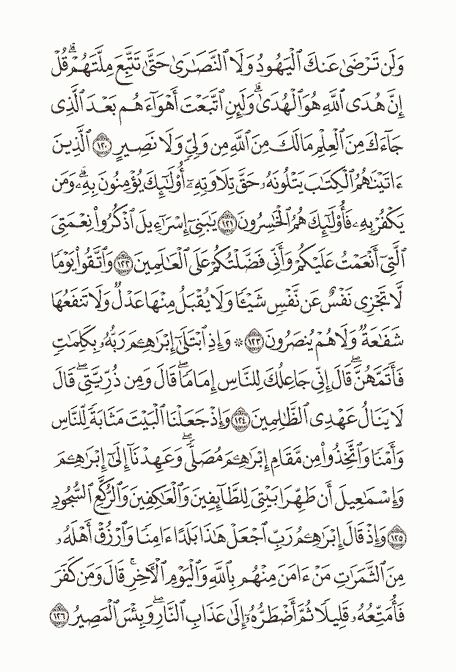 وَلَن تَرْضَىٰ عَنكَ ٱلْيَهُودُ وَلَا ٱلنَّصَٰرَىٰ حَتَّىٰ تَتَّبِعَ مِلَّتَهُمْ ۗ قُلْ
إِنَّ هُدَى ٱللَّهِ هُوَ ٱلْهُدَىٰ ۗ وَلَئِنِ ٱتَّبَعْتَ أَهْوَآءَهُم بَعْدَ ٱلَّذِى
جَآءَكَ مِنَ ٱلْعِلْمِ مَا لَكَ مِنَ ٱللَّهِ مِن وَلِىٍّ وَلَا نَصِيرٍ ١٢٠ ٱلَّذِينَ
ءَاتَيْنَٰهُمُ ٱلْكِتَٰبَ يَتْلُونَهُۥ حَقَّ تِلَاوَتِهِۦٓ أُو۟لَٰٓئِكَ يُؤْمِنُونَ بِهِۦ ۗ وَمَن
يَكْفُرْ بِهِۦ فَأُو۟لَٰٓئِكَ هُمُ ٱلْخَٰسِرُونَ ١٢١ يَٰبَنِىٓ إِسْرَٰٓءِيلَ ٱذْكُرُوا۟ نِعْمَتِىَ
ٱلَّتِىٓ أَنْعَمْتُ عَلَيْكُمْ وَأَنِّى فَضَّلْتُكُمْ عَلَى ٱلْعَٰلَمِينَ ١٢٢ وَٱتَّقُوا۟ يَوْمًا
لَّا تَجْزِى نَفْسٌ عَن نَّفْسٍ شَيْـًٔا وَلَا يُقْبَلُ مِنْهَا عَدْلٌ وَلَا تَنفَعُهَا
شَفَٰعَةٌ وَلَا هُمْ يُنصَرُونَ ١٢٣ ۞ وَإِذِ ٱبْتَلَىٰٓ إِبْرَٰهِـۧمَ رَبُّهُۥ بِكَلِمَٰتٍ
فَأَتَمَّهُنَّ ۖ قَالَ إِنِّى جَاعِلُكَ لِلنَّاسِ إِمَامًا ۖ قَالَ وَمِن ذُرِّيَّتِى ۖ قَالَ
لَا يَنَالُ عَهْدِى ٱلظَّٰلِمِينَ ١٢٤ وَإِذْ جَعَلْنَا ٱلْبَيْتَ مَثَابَةً لِّلنَّاسِ
وَأَمْنًا وَٱتَّخِذُوا۟ مِن مَّقَامِ إِبْرَٰهِـۧمَ مُصَلًّى ۖ وَعَهِدْنَآ إِلَىٰٓ إِبْرَٰهِـۧمَ
وَإِسْمَٰعِيلَ أَن طَهِّرَا بَيْتِىَ لِلطَّآئِفِينَ وَٱلْعَٰكِفِينَ وَٱلرُّكَّعِ ٱلسُّجُودِ
١٢٥ وَإِذْ قَالَ إِبْرَٰهِـۧمُ رَبِّ ٱجْعَلْ هَٰذَا بَلَدًا ءَامِنًا وَٱرْزُقْ أَهْلَهُۥ
مِنَ ٱلثَّمَرَٰتِ مَنْ ءَامَنَ مِنْهُم بِٱللَّهِ وَٱلْيَوْمِ ٱلْـَٔاخِرِ ۖ قَالَ وَمَن كَفَرَ
فَأُمَتِّعُهُۥ قَلِيلًا ثُمَّ أَضْطَرُّهُۥٓ إِلَىٰ عَذَابِ ٱلنَّارِ ۖ وَبِئْسَ ٱلْمَصِيرُ ١٢٦